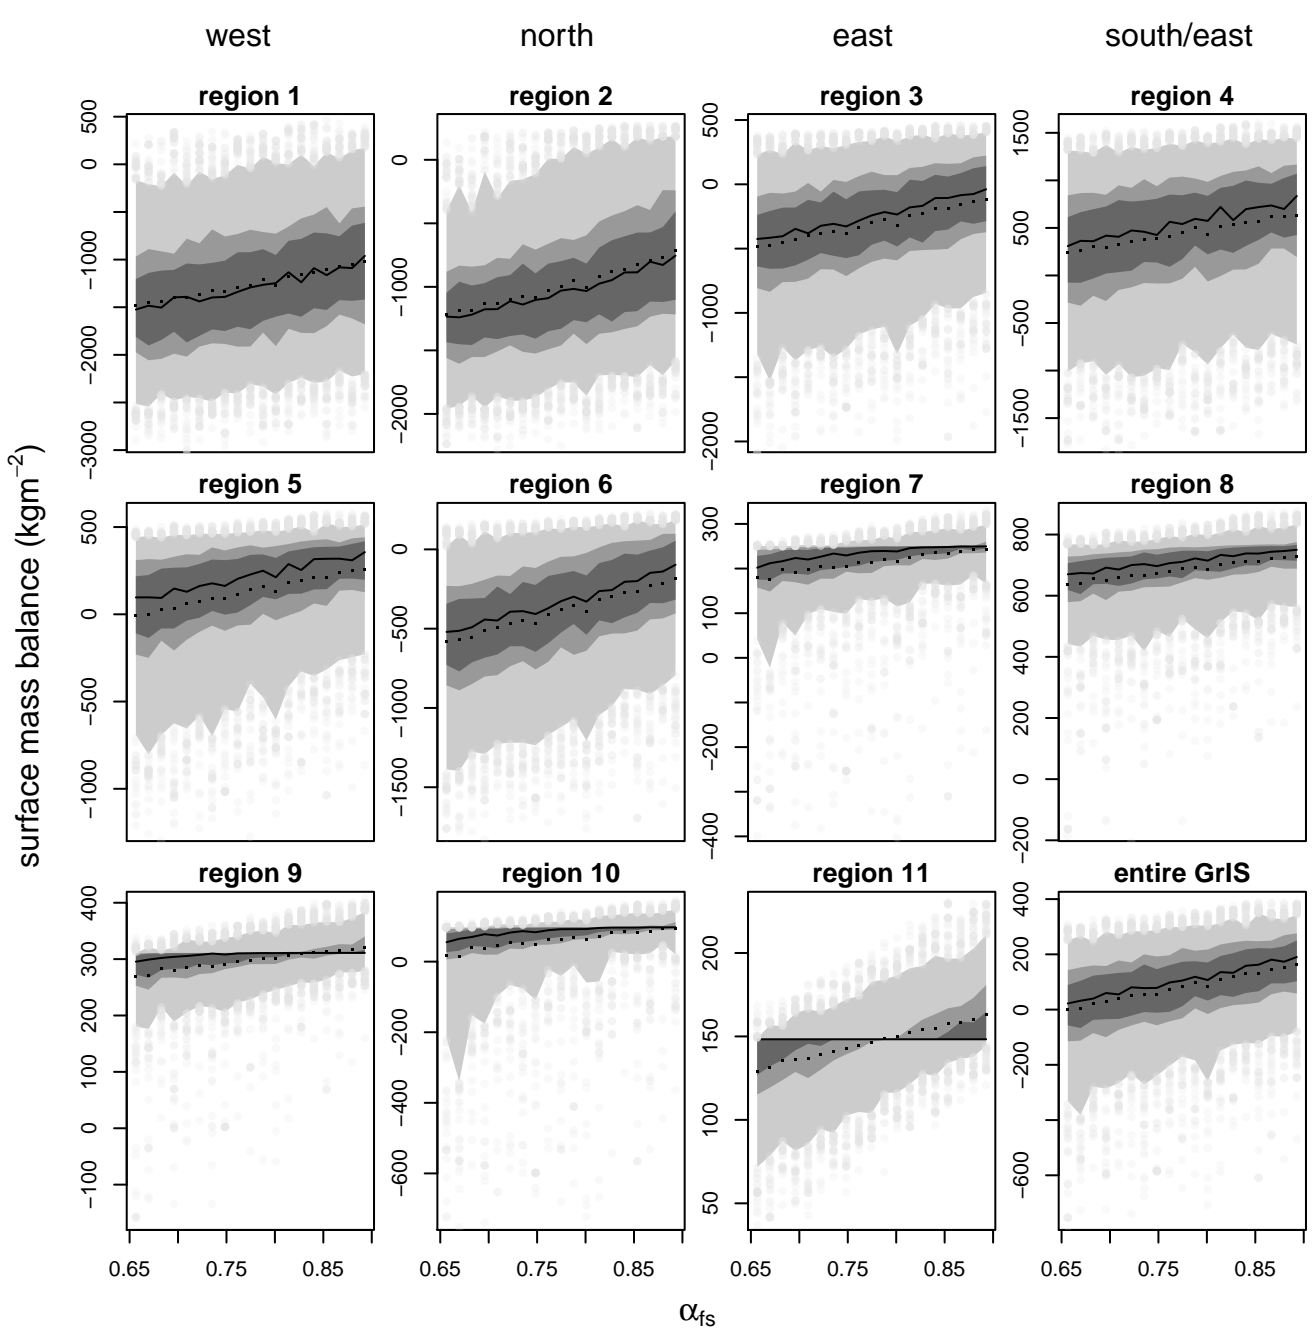 west north east south/east
region 1 region 2 region 3 region 4
500 0 −1000 −2000 −3000
0 −1000 −2000
500 0 −1000 −2000
1500 500 −500 −1500
region 5 region 6 region 7 region 8
500 0 −500 −1000
0 −500 −1000 −1500
300 100 0 −200 −400
800 600 400 200 0 −200
surface mass balance (kgm−2)
region 9 region 10 region 11 entire GrIS
400 300 200 100 0 −100
0 −200 −400 −600
200 150 100 50
400 200 0 −200 −600
0.65 0.75 0.85 0.65 0.75 0.85 0.65 0.75 0.85 0.65 0.75 0.85
αfs